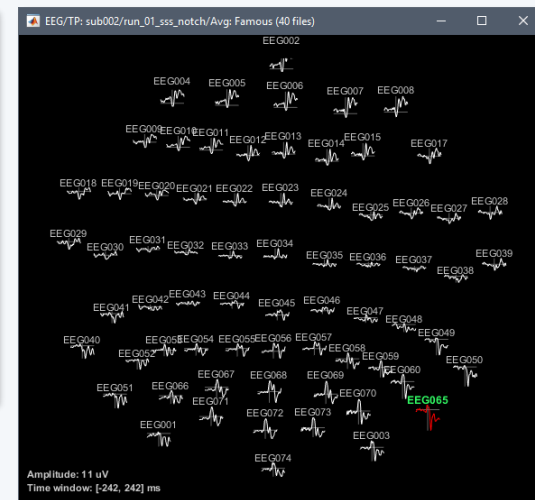 EEG/TP: sub002/run_01_sss_notch/Avg: Famous (40 files)
EEG002
EEG004 EEG005 EEG006 EEG007 EEG008
EEG009 EEG010 EEG011 EEG012 EEG013 EEG014 EEG015 EEG017
EEG018 EEG019 EEG020 EEG021 EEG022 EEG023 EEG024 EEG025 EEG026 EEG027 EEG028
EEG029 EEG030 EEG031 EEG032 EEG033 EEG034 EEG035 EEG036 EEG037 EEG038 EEG039
EEG041 EEG042 EEG043 EEG044 EEG045 EEG046 EEG047 EEG048 EEG049
EEG040 EEG052 EEG053 EEG054 EEG055 EEG056 EEG057 EEG058 EEG059 EEG060 EEG050
EEG051 EEG066 EEG067 EEG068 EEG069 EEG070 EEG065
EEG001 EEG071 EEG072 EEG073 EEG003
EEG074
Amplitude: 11 uV
Time window: [-242, 242] ms